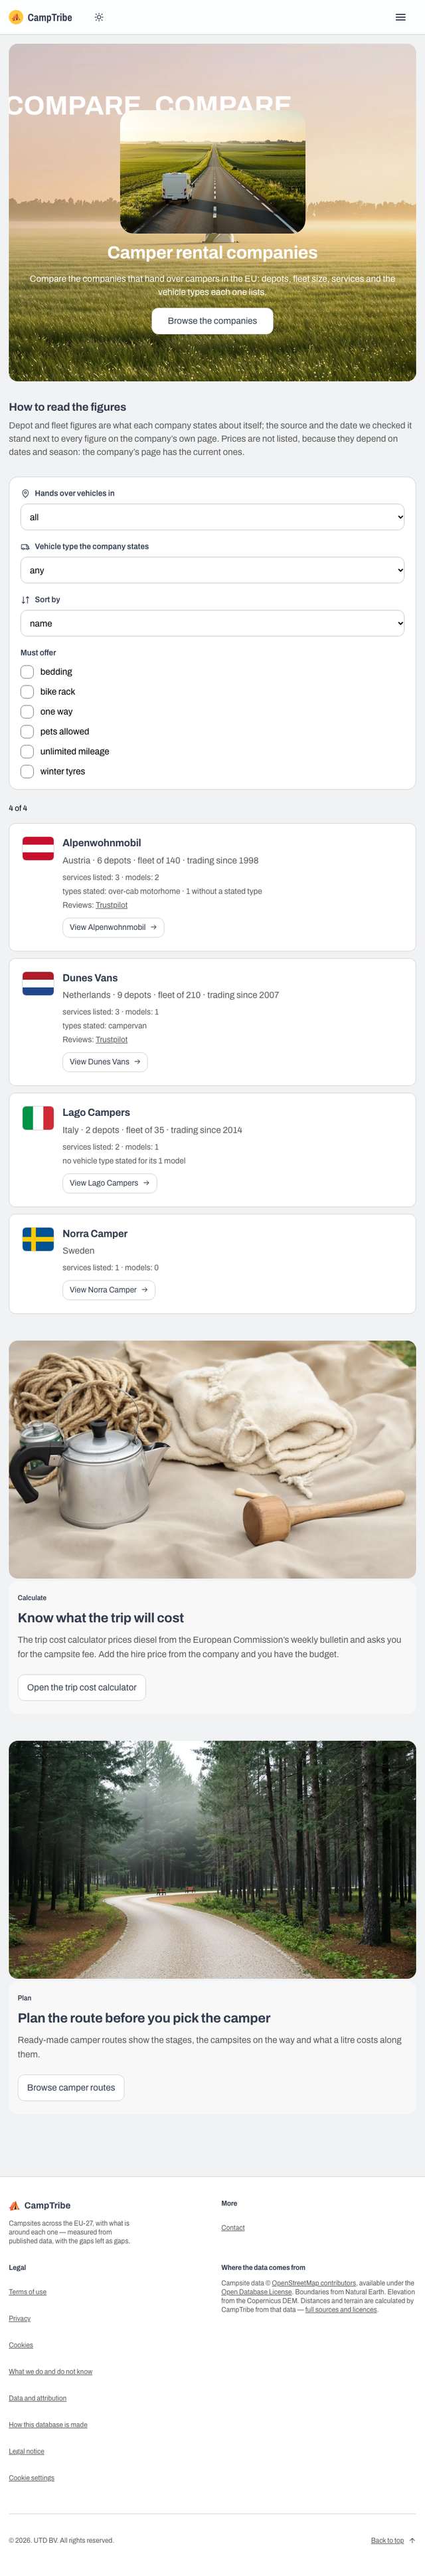 CampTribe
COMPARE. COMPARE.
Camper rental companies
Compare the companies that hand over campers in the EU: depots, fleet size, services and the
vehicle types each one lists.
Browse the companies
How to read the figures
Depot and fleet figures are what each company states about itself; the source and the date we checked it
stand next to every figure on the company's own page. Prices are not listed, because they depend on
dates and season: the company's page has the current ones.
Hands over vehicles in
all
Vehicle type the company states
any
Sort by
name
Must offer
bedding
bike rack
one way
pets allowed
unlimited mileage
winter tyres
4 of 4
Alpenwohnmobil
Austria · 6 depots · fleet of 140 · trading since 1998
services listed: 3 · models: 2
types stated: over-cab motorhome · 1 without a stated type
Reviews: Trustpilot
View Alpenwohnmobil →
Dunes Vans
Netherlands · 9 depots · fleet of 210 · trading since 2007
services listed: 3 · models: 1
types stated: campervan
Reviews: Trustpilot
View Dunes Vans →
Lago Campers
Italy · 2 depots · fleet of 35 · trading since 2014
services listed: 2 · models: 1
no vehicle type stated for its 1 model
View Lago Campers →
Norra Camper
Sweden
services listed: 1 · models: 0
View Norra Camper →
Calculate
Know what the trip will cost
The trip cost calculator prices diesel from the European Commission's weekly bulletin and asks you
for the campsite fee. Add the hire price from the company and you have the budget.
Open the trip cost calculator
Plan
Plan the route before you pick the camper
Ready-made camper routes show the stages, the campsites on the way and what a litre costs along
them.
Browse camper routes
CampTribe
Campsites across the EU-27, with what is
around each one — measured from
published data, with the gaps left as gaps.
More
Contact
Legal
Terms of use
Privacy
Cookies
What we do and do not know
Data and attribution
How this database is made
Legal notice
Cookie settings
Where the data comes from
Campsite data © OpenStreetMap contributors, available under the
Open Database License. Boundaries from Natural Earth. Elevation
from the Copernicus DEM. Distances and terrain are calculated by
CampTribe from that data — full sources and licences.
© 2026. UTD BV. All rights reserved.
Back to top ↑